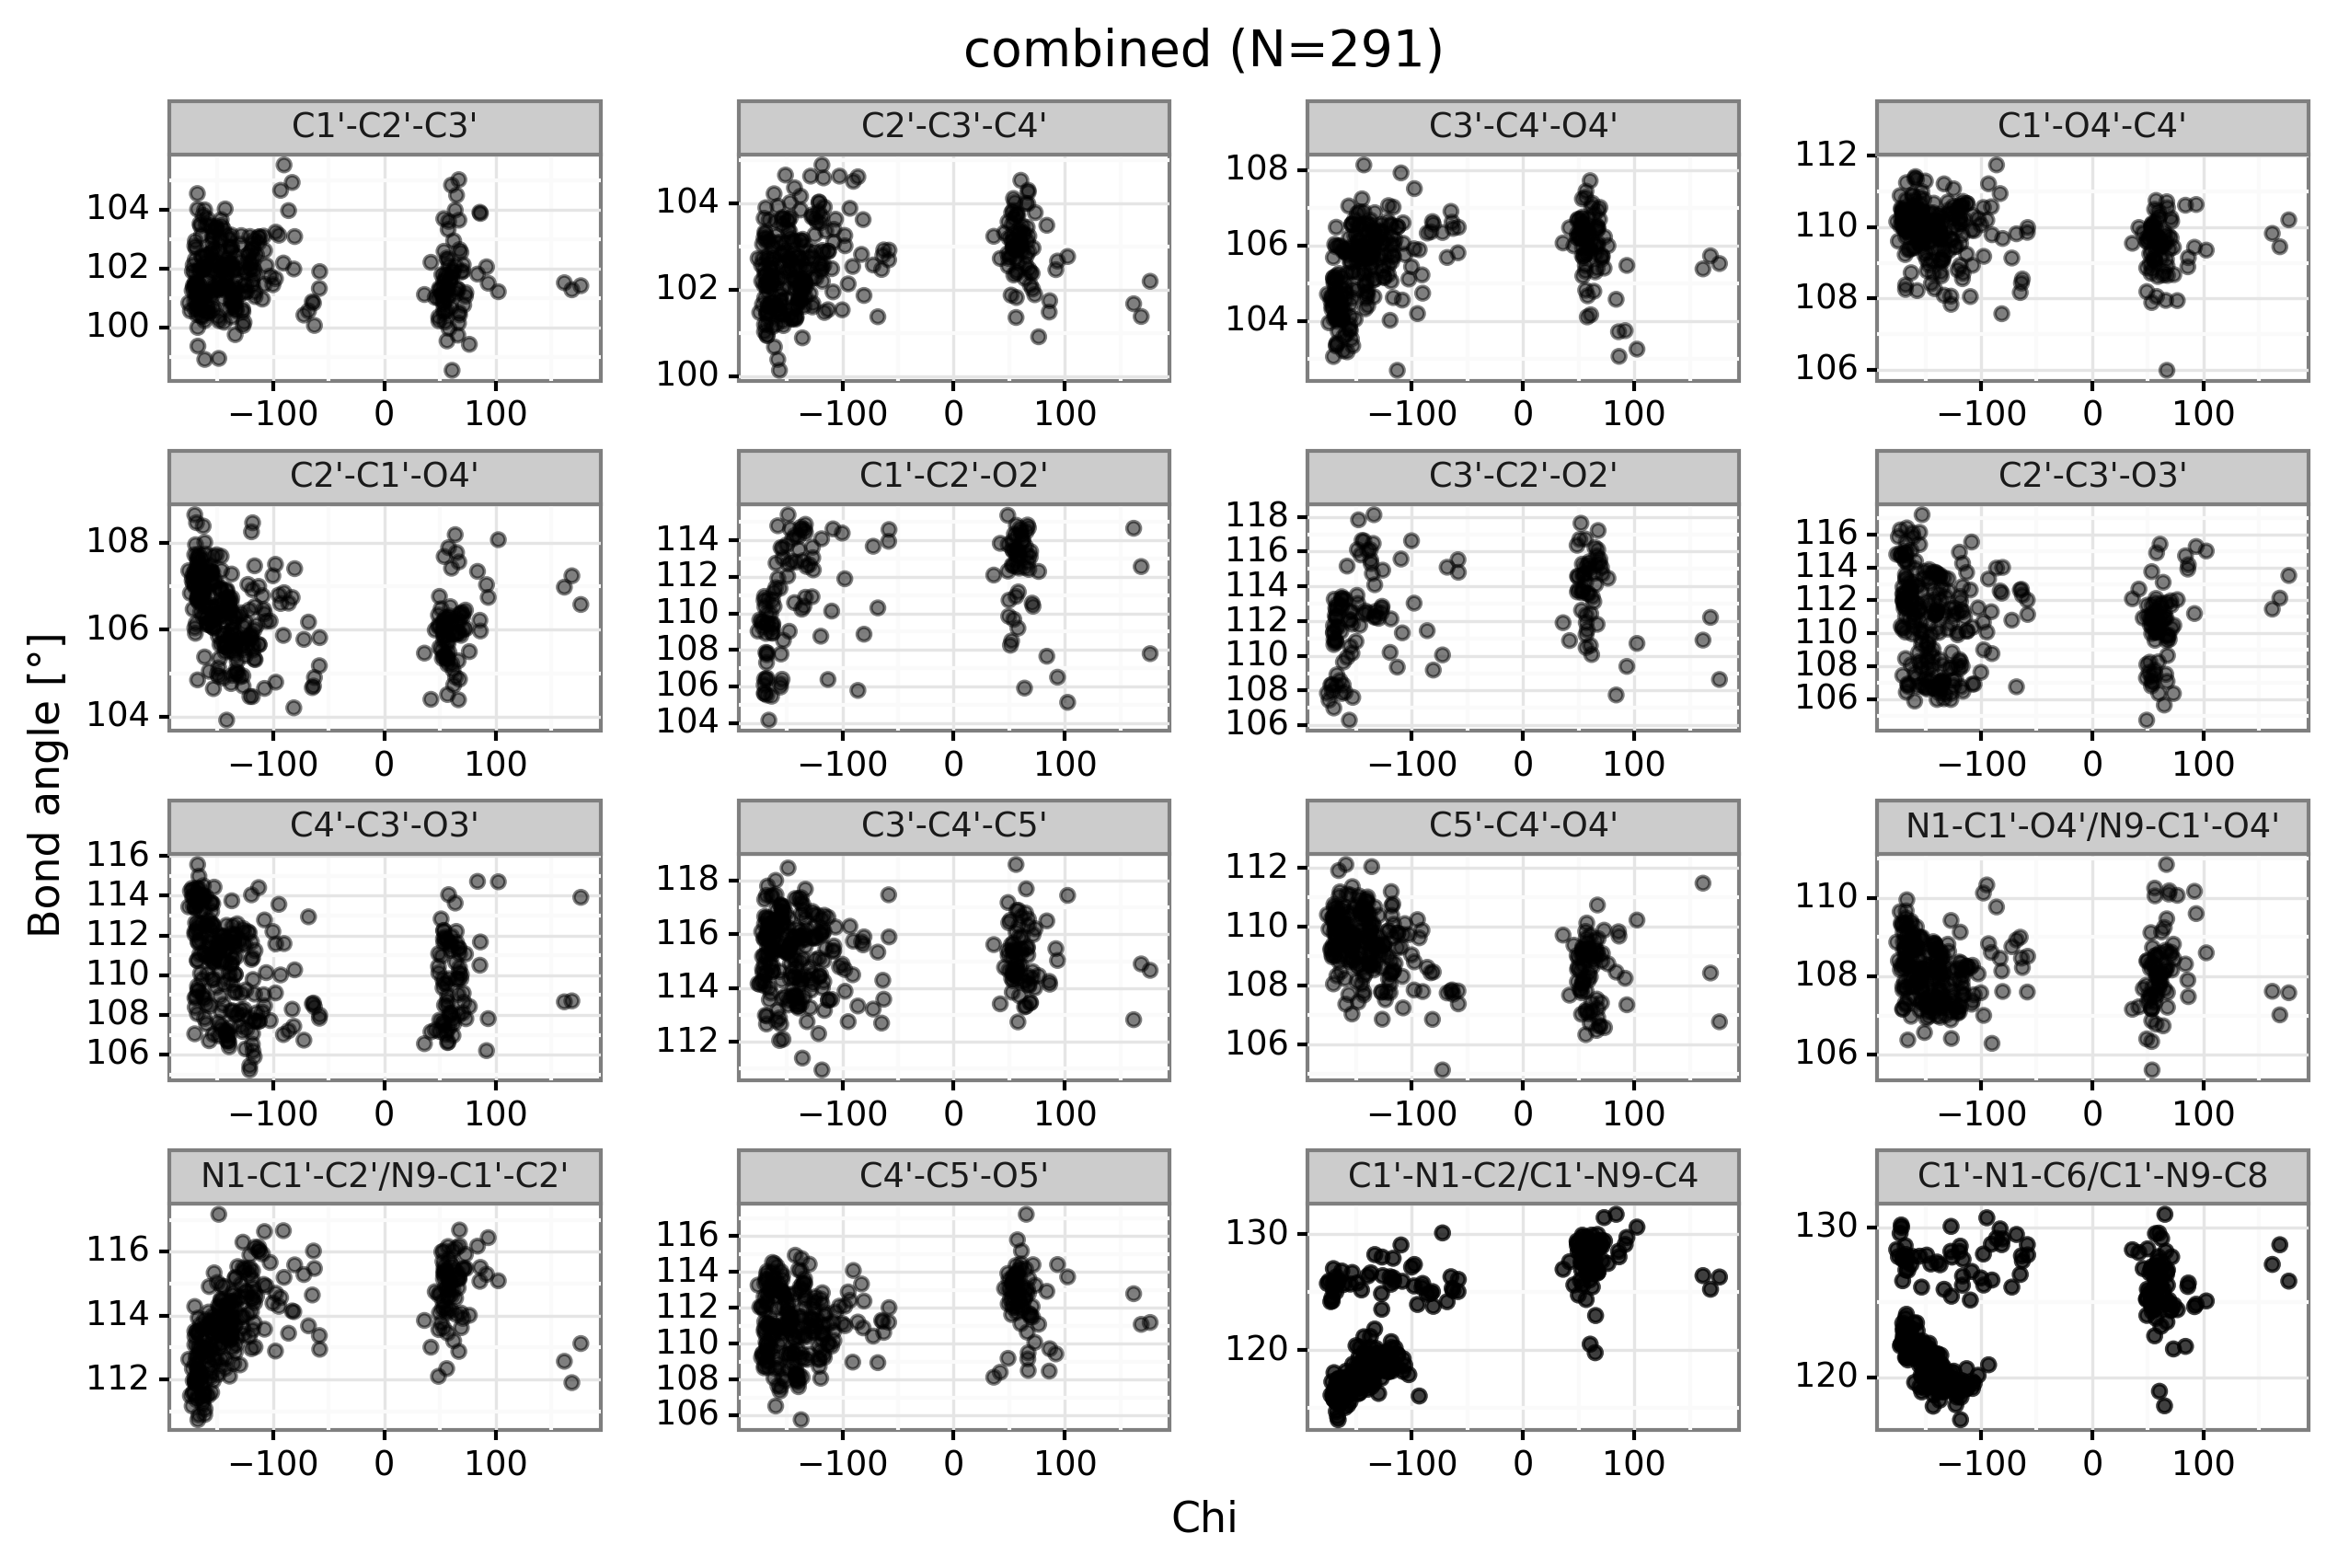 combined (N=291)
C1'-C2'-C3' C2'-C3'-C4' C3'-C4'-O4' C1'-O4'-C4'
104
102
100
−100 0 100
104
102
100
−100 0 100
108
106
104
−100 0 100
112
110
108
106
−100 0 100
C2'-C1'-O4' C1'-C2'-O2' C3'-C2'-O2' C2'-C3'-O3'
108
106
104
−100 0 100
114
112
110
108
106
104
−100 0 100
118
116
114
112
110
108
106
−100 0 100
116
114
112
110
108
106
−100 0 100
C4'-C3'-O3' C3'-C4'-C5' C5'-C4'-O4' N1-C1'-O4'/N9-C1'-O4'
116
114
112
110
108
106
−100 0 100
118
116
114
112
−100 0 100
112
110
108
106
−100 0 100
110
108
106
−100 0 100
N1-C1'-C2'/N9-C1'-C2' C4'-C5'-O5' C1'-N1-C2/C1'-N9-C4 C1'-N1-C6/C1'-N9-C8
116
114
112
−100 0 100
116
114
112
110
108
106
−100 0 100
130
120
−100 0 100
130
120
−100 0 100
Bond angle [°]
Chi